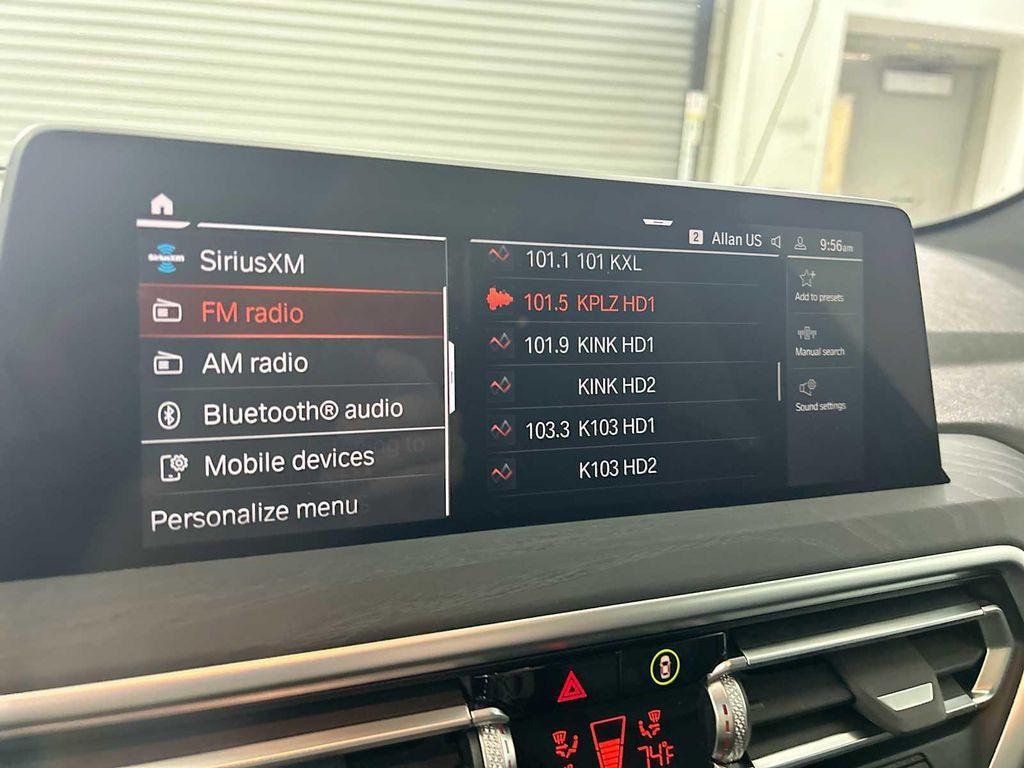 2 Allan US 9:56am
SiriusXM SiriusXM
FM radio
AM radio
Bluetooth® audio
Mobile devices
Personalize menu
101.1 101 KXL
101.5 KPLZ HD1
101.9 KINK HD1
KINK HD2
103.3 K103 HD1
K103 HD2
Add to presets
Manual search
Sound settings
74°F